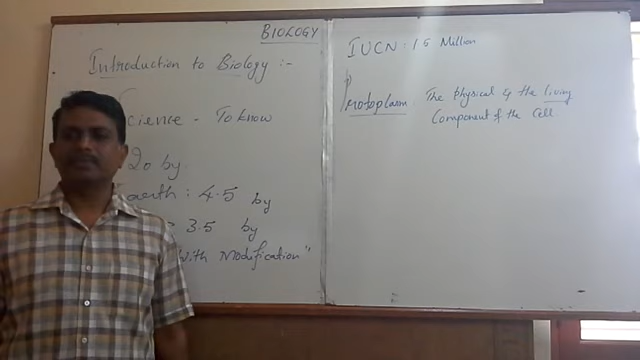 BIOLOGY
Introduction to Biology :-
Science - To know
20 by
Earth : 4.5 by
3.5 by
With Modification"
IUCN : 1.5 Million
Protoplasm The physical & the living
Component of the Cell.